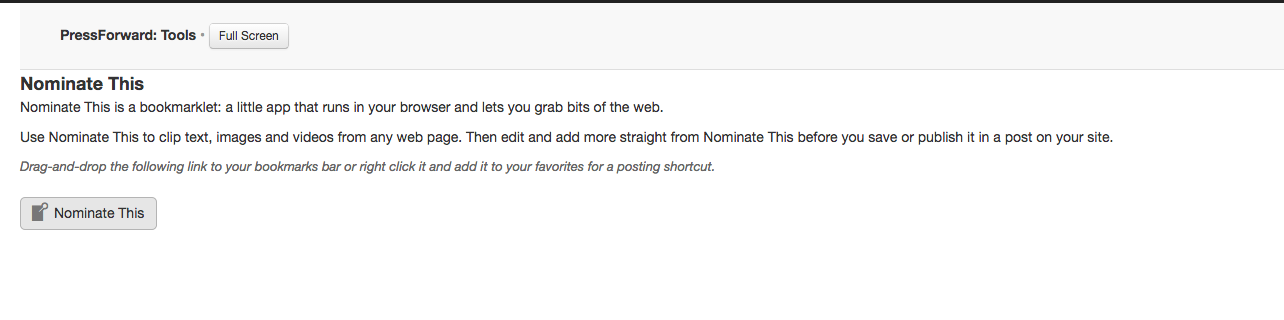 PressForward: Tools • Full Screen
Nominate This
Nominate This is a bookmarklet: a little app that runs in your browser and lets you grab bits of the web.
Use Nominate This to clip text, images and videos from any web page. Then edit and add more straight from Nominate This before you save or publish it in a post on your site.
Drag-and-drop the following link to your bookmarks bar or right click it and add it to your favorites for a posting shortcut.
Nominate This